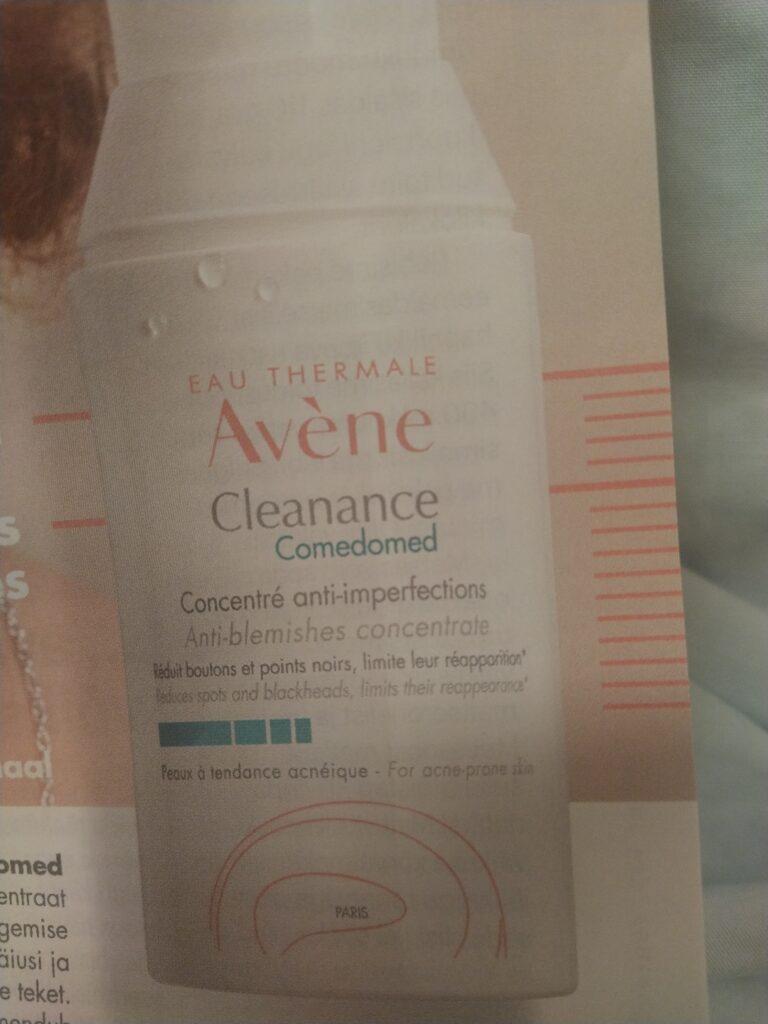 EAU THERMALE
Avène
Cleanance
Comedomed
Concentré anti-imperfections
Anti-blemishes concentrate
Réduit boutons et points noirs, limite leur réapparition*
Reduces spots and blackheads, limits their reappearance*
Peaux à tendance acnéique - For acne-prone skin
PARIS
s
es
aal
omed
entraat
gemise
äiusi ja
e teket.